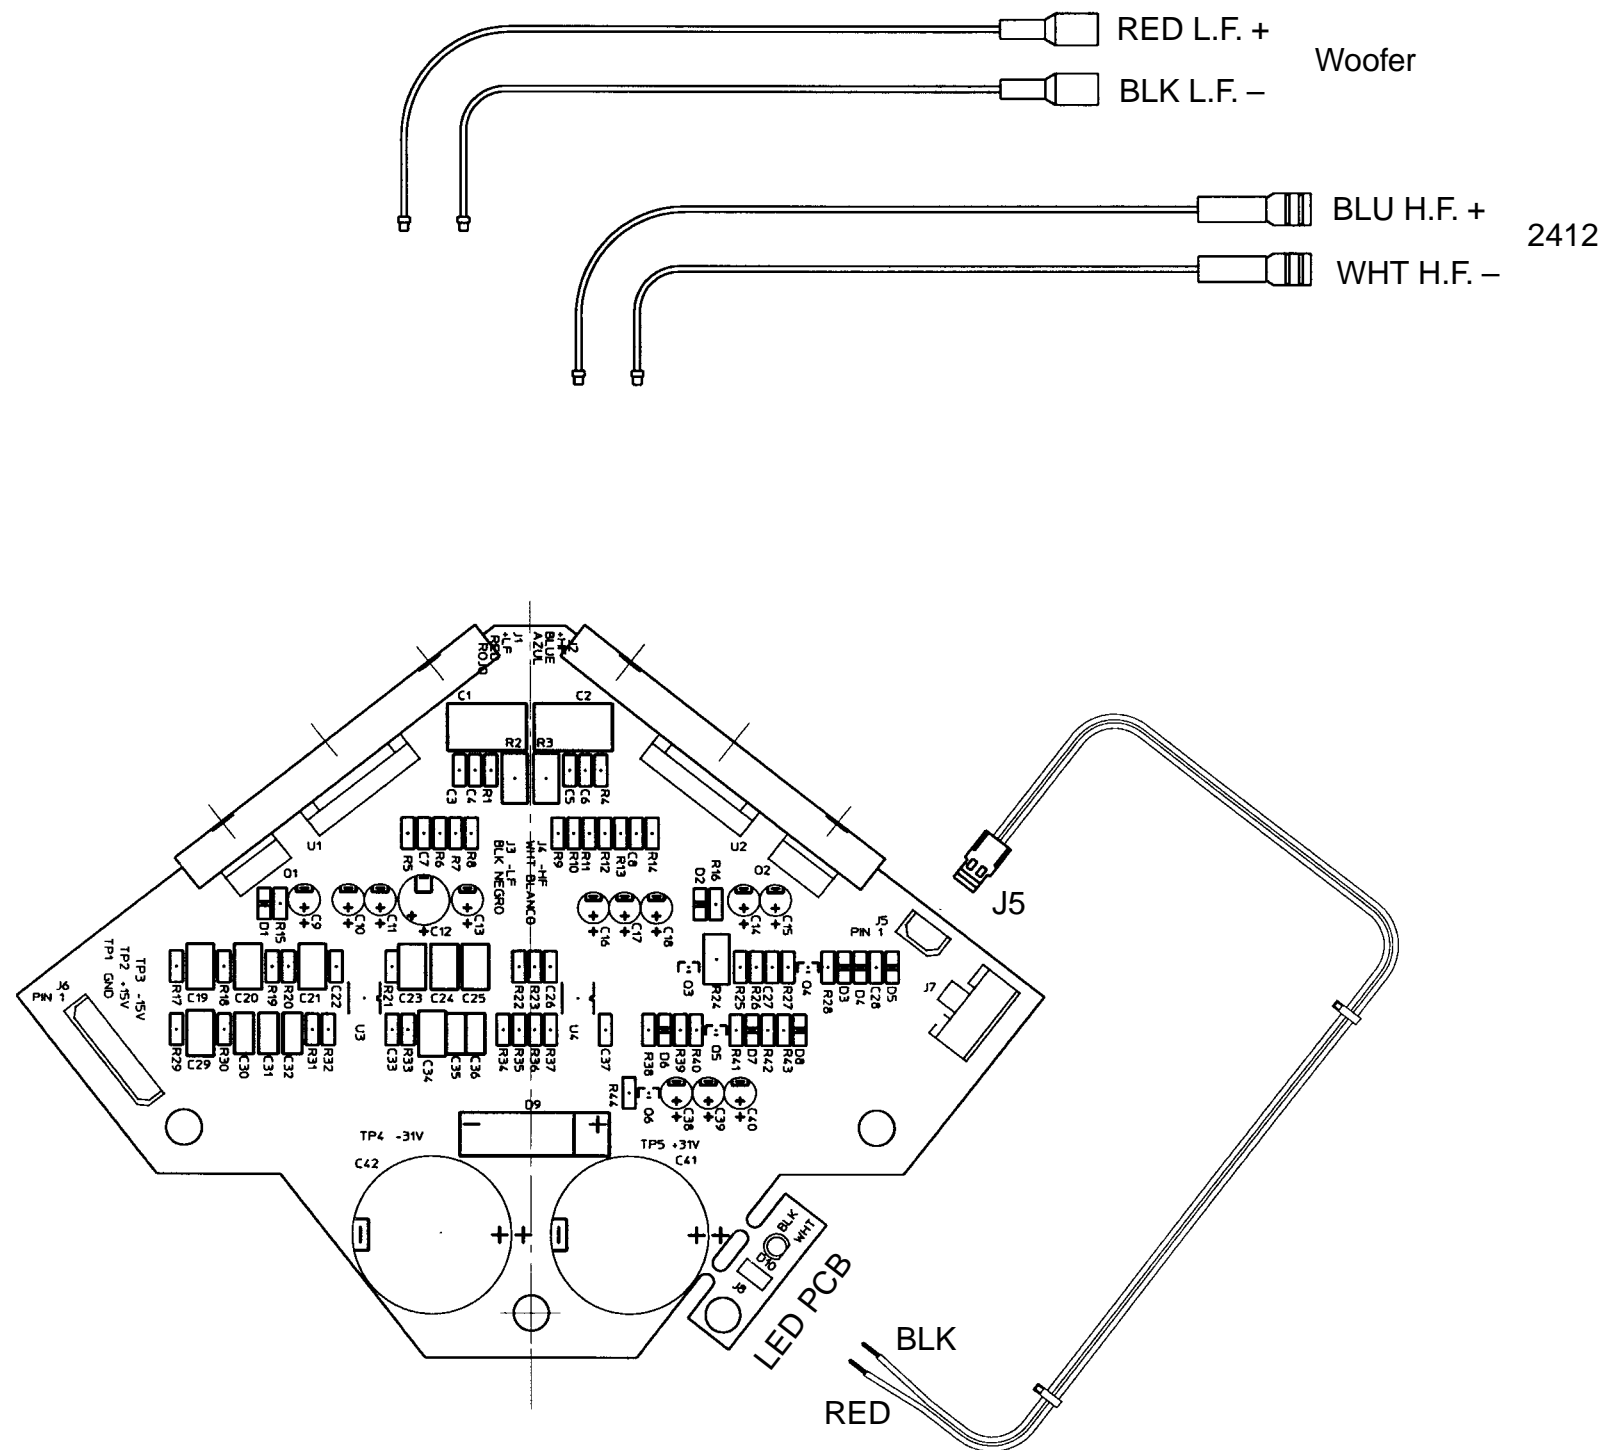 RED L.F. +
Woofer
BLK L.F. –
BLU H.F. +
2412
WHT H.F. –
J1
+LF
RED
ROJO
J2
+HF
BLUE
AZUL
C1
C2
R2
R3
C3
C4
R1
C5
C6
R4
U1
U2
R5
C7
R6
R7
R8
J3 -LF
BLK NEGRO
J4 -HF
WHT BLANCO
R9
R10
R11
R12
R13
C8
R14
Q1
D1
R15
C9
C10
C11
C12
C13
C16
C17
C18
D2
R16
Q2
C14
C15
J5
J5
PIN 1
TP3 -15V
TP2 +15V
TP1 GND
J6
PIN 1
R17
C19
R18
C20
R19
R20
C21
C22
R21
C23
C24
C25
R22
R23
C26
Q3
R24
R25
R26
C27
R27
Q4
R28
D3
D4
C28
D5
J7
R29
C29
R30
C30
C31
C32
R31
R32
U3
C33
R33
C34
C35
C36
R34
R35
R36
R37
U4
C37
R38
D6
R39
R40
Q5
R41
D7
R42
R43
D8
R44
Q6
C38
C39
C40
D9
TP4 -31V
TP5 +31V
C42
C41
BLK
WHT
D10
J8
LED PCB
BLK
RED